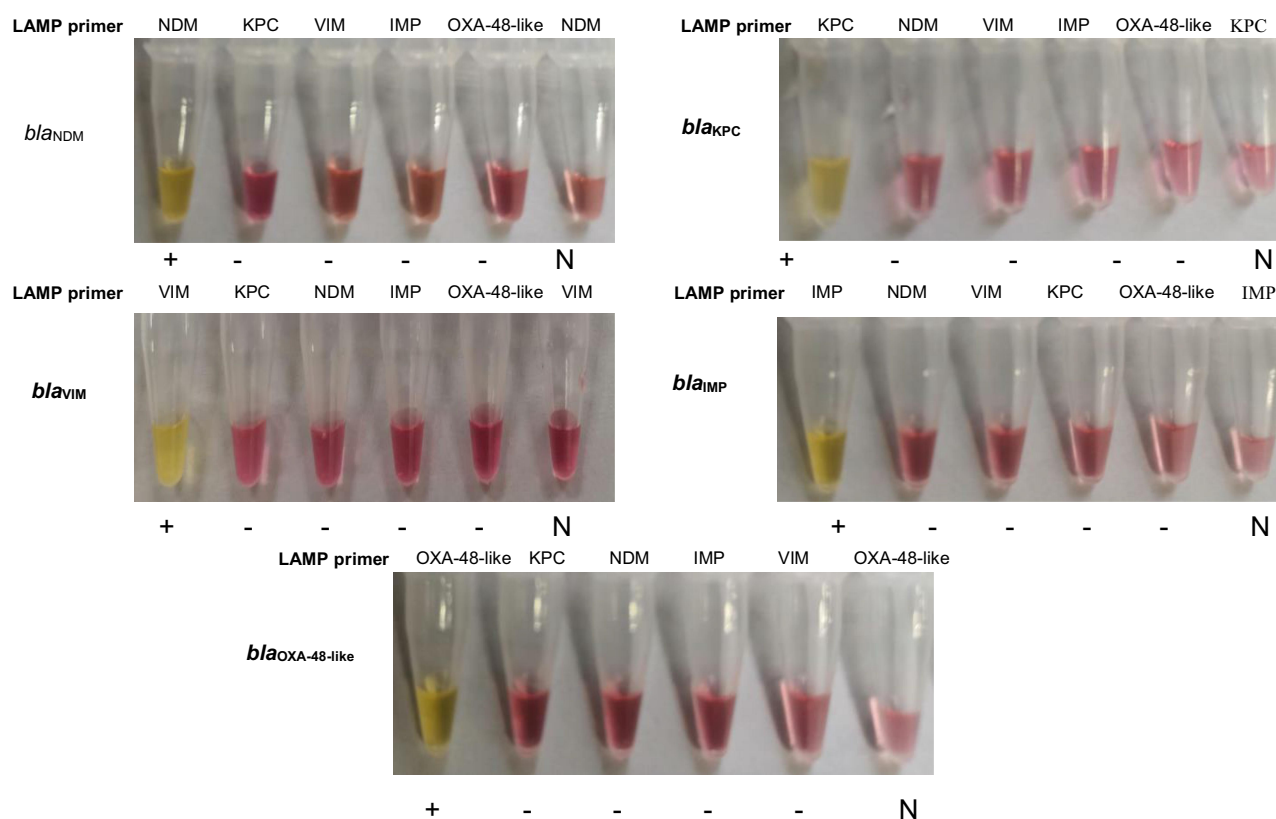 LAMP primer NDM KPC VIM IMP OXA-48-like NDM
blaNDM
+ - - - - N
LAMP primer KPC NDM VIM IMP OXA-48-like KPC
blaKPC
+ - - - - N
LAMP primer VIM KPC NDM IMP OXA-48-like VIM
blaVIM
+ - - - - N
LAMP primer IMP NDM VIM KPC OXA-48-like IMP
blaIMP
+ - - - - N
LAMP primer OXA-48-like KPC NDM IMP VIM OXA-48-like
blaOXA-48-like
+ - - - - N